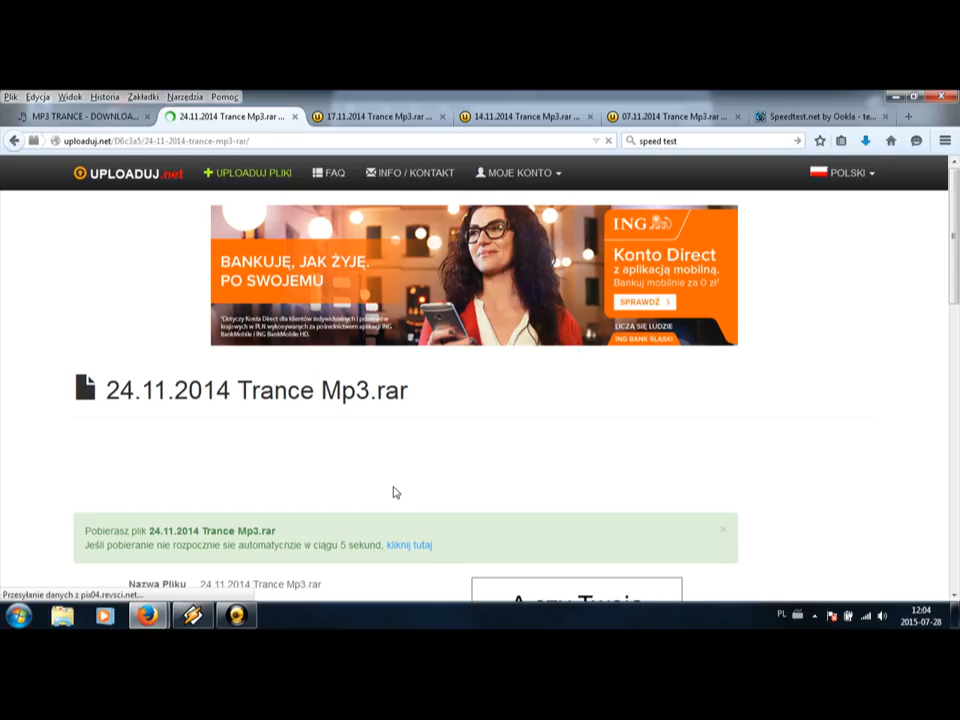 Plik Edycja Widok Historia Zakładki Narzędzia Pomoc
MP3 TRANCE - DOWNLOA... 24.11.2014 Trance Mp3.rar ... 17.11.2014 Trance Mp3.rar ... 14.11.2014 Trance Mp3.rar ... 07.11.2014 Trance Mp3.rar ... Speedtest.net by Ookla - te...
uploaduj.net/D6c3a5/24-11-2014-trance-mp3-rar/ speed test
UPLOADUJ.net UPLOADUJ PLIKI FAQ INFO / KONTAKT MOJE KONTO POLSKI
BANKUJĘ, JAK ŻYJĘ.
PO SWOJEMU
ING
Konto Direct
z aplikacją mobilną.
Bankuj mobilnie za 0 zł¹
SPRAWDŹ
LICZĄ SIĘ LUDZIE
ING BANK ŚLĄSKI
24.11.2014 Trance Mp3.rar
Pobierasz plik 24.11.2014 Trance Mp3.rar
Jeśli pobieranie nie rozpocznie sie automatycznie w ciągu 5 sekund, kliknij tutaj
Nazwa Pliku 24.11.2014 Trance Mp3.rar
A czy Twoja
Przesyłanie danych z pix04.revsci.net...
PL 12:04
2015-07-28